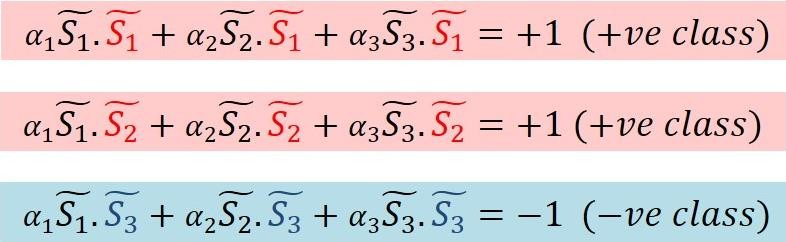 α₁S̃₁.S̃₁ + α₂S̃₂.S̃₁ + α₃S̃₃.S̃₁ = +1 (+ve class)
α₁S̃₁.S̃₂ + α₂S̃₂.S̃₂ + α₃S̃₃.S̃₂ = +1 (+ve class)
α₁S̃₁.S̃₃ + α₂S̃₂.S̃₃ + α₃S̃₃.S̃₃ = −1 (−ve class)